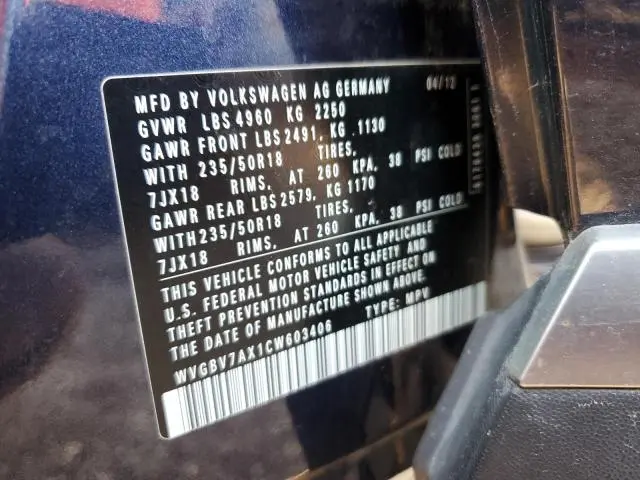 MFD BY VOLKSWAGEN AG GERMANY 04/12
GVWR LBS 4960 KG 2250
GAWR FRONT LBS 2491, KG .1130
WITH 235/50R18 TIRES,
7JX18 RIMS, AT 260 KPA, 38 PSI COLD
GAWR REAR LBS 2579, KG 1170
WITH 235/50R18 TIRES,
7JX18 RIMS, AT 260 KPA, 38 PSI COLD
THIS VEHICLE CONFORMS TO ALL APPLICABLE
U.S. FEDERAL MOTOR VEHICLE SAFETY AND
THEFT PREVENTION STANDARDS IN EFFECT ON
THE DATE OF MANUFACTURE SHOWN ABOVE.
WVGBV7AX1CW603406 TYPE: MPV